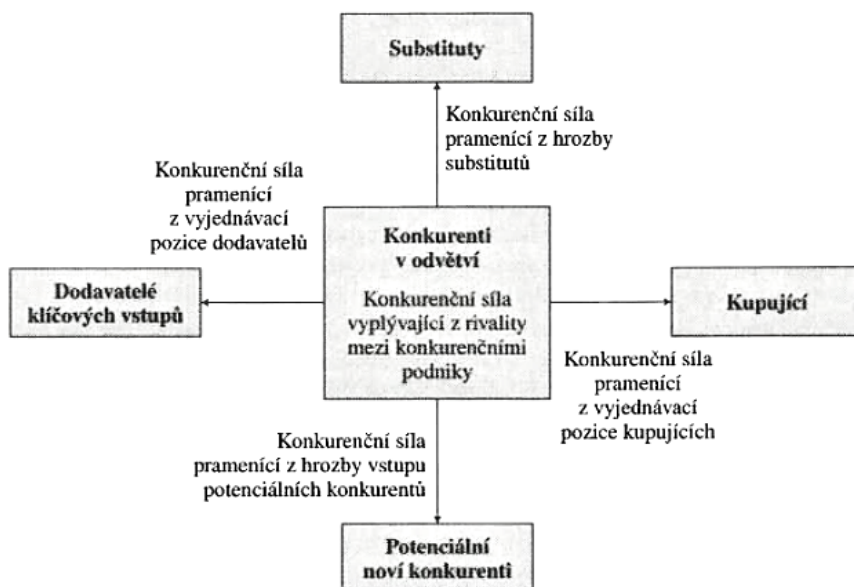 Substituty
Konkurenční síla
pramenící z hrozby
substitutů
Konkurenční síla
pramenící
z vyjednávací
pozice dodavatelů
Konkurenti
v odvětví
Konkurenční síla
vyplývající z rivality
mezi konkurenčními
podniky
Dodavatelé
klíčových vstupů
Kupující
Konkurenční síla
pramenící
z vyjednávací
pozice kupujících
Konkurenční síla
pramenící z hrozby vstupu
potenciálních konkurentů
Potenciální
noví konkurenti